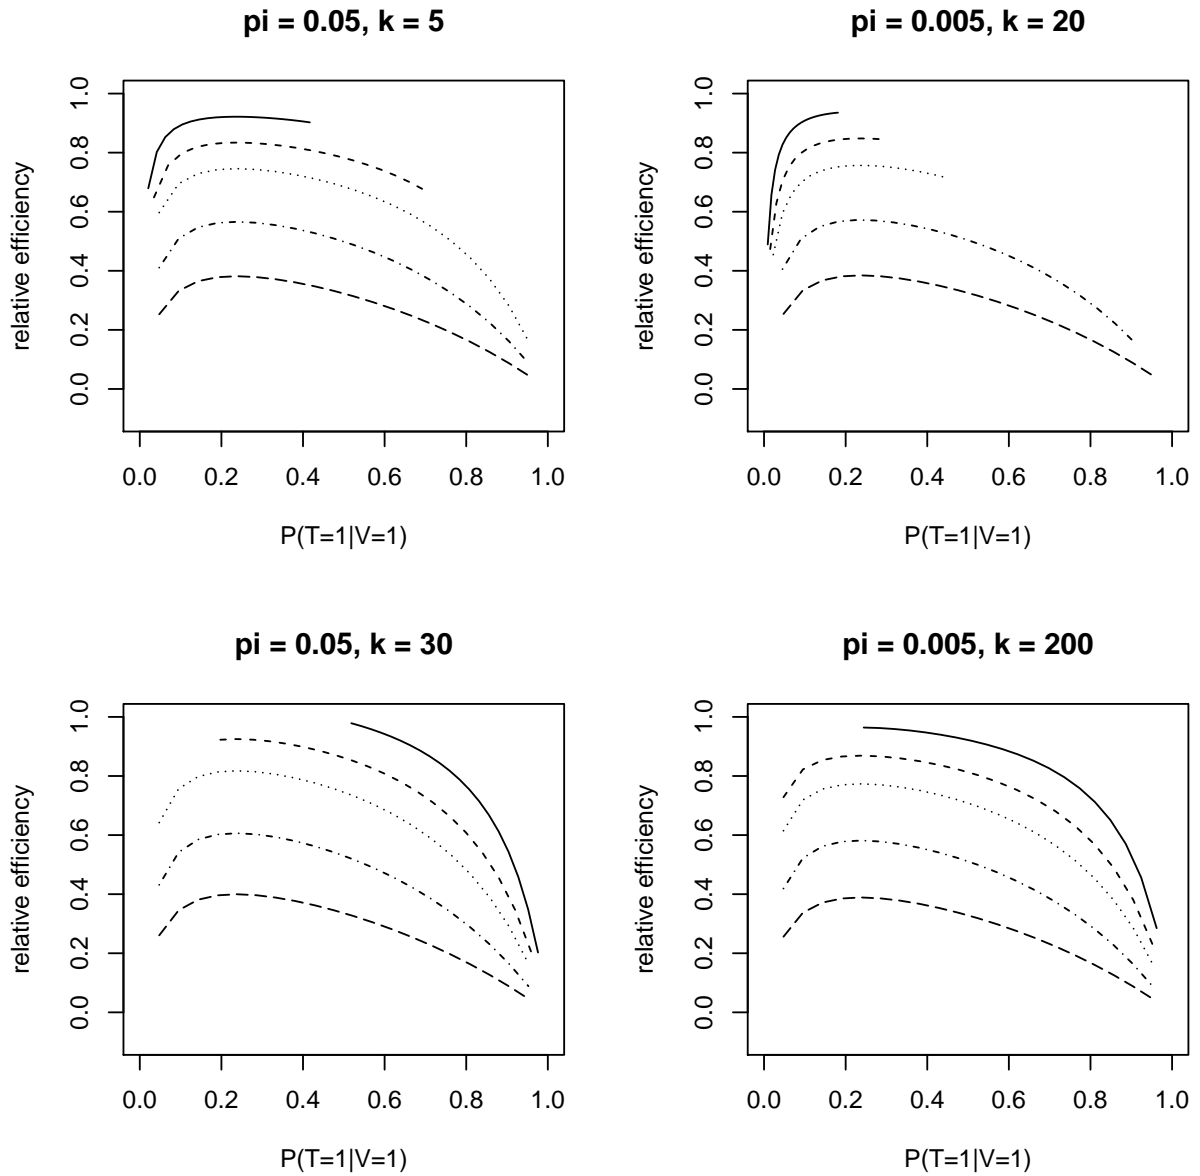 pi = 0.05, k = 5
relative efficiency
1.0
0.8
0.6
0.4
0.2
0.0
0.0 0.2 0.4 0.6 0.8 1.0
P(T=1|V=1)
pi = 0.005, k = 20
relative efficiency
1.0
0.8
0.6
0.4
0.2
0.0
0.0 0.2 0.4 0.6 0.8 1.0
P(T=1|V=1)
pi = 0.05, k = 30
relative efficiency
1.0
0.8
0.6
0.4
0.2
0.0
0.0 0.2 0.4 0.6 0.8 1.0
P(T=1|V=1)
pi = 0.005, k = 200
relative efficiency
1.0
0.8
0.6
0.4
0.2
0.0
0.0 0.2 0.4 0.6 0.8 1.0
P(T=1|V=1)